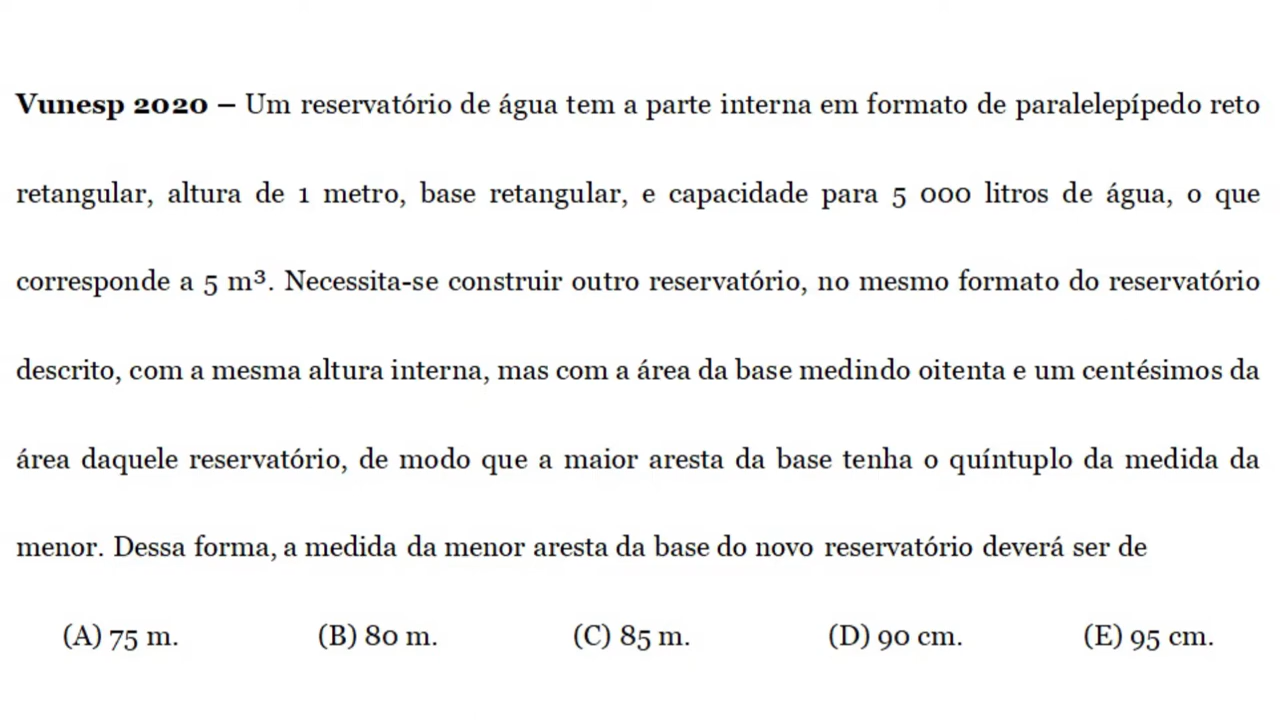 Vunesp 2020 – Um reservatório de água tem a parte interna em formato de paralelepípedo reto
retangular, altura de 1 metro, base retangular, e capacidade para 5 000 litros de água, o que
corresponde a 5 m³. Necessita-se construir outro reservatório, no mesmo formato do reservatório
descrito, com a mesma altura interna, mas com a área da base medindo oitenta e um centésimos da
área daquele reservatório, de modo que a maior aresta da base tenha o quíntuplo da medida da
menor. Dessa forma, a medida da menor aresta da base do novo reservatório deverá ser de
(A) 75 m. (B) 80 m. (C) 85 m. (D) 90 cm. (E) 95 cm.